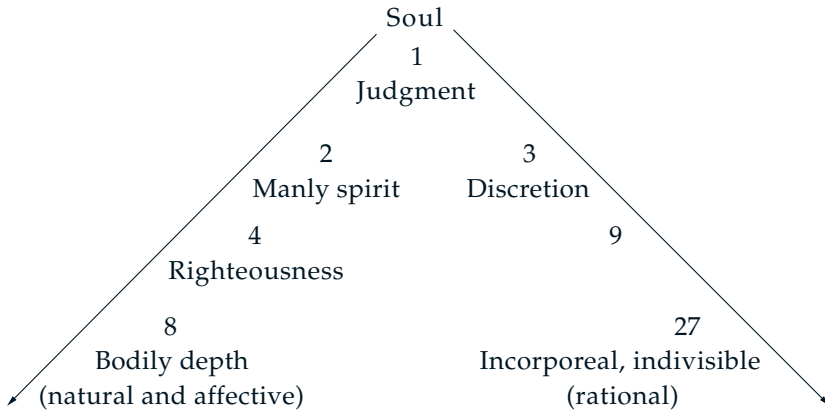 Soul
1
Judgment
2 3
Manly spirit Discretion
4 9
Righteousness
8 27
Bodily depth Incorporeal, indivisible
(natural and affective) (rational)